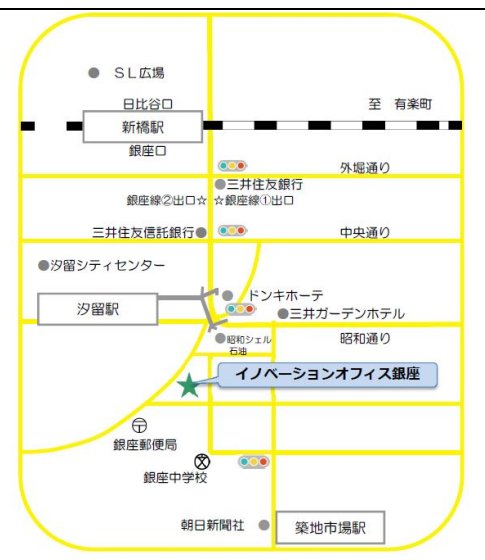 ＳＬ広場
日比谷口
至　有楽町
新橋駅
銀座口
外堀通り
三井住友銀行
銀座線②出口☆ ☆銀座線①出口
三井住友信託銀行
中央通り
汐留シティセンター
ドンキホーテ
汐留駅
三井ガーデンホテル
昭和シェル
石油
昭和通り
イノベーションオフィス銀座
〒
銀座郵便局
銀座中学校
朝日新聞社
築地市場駅